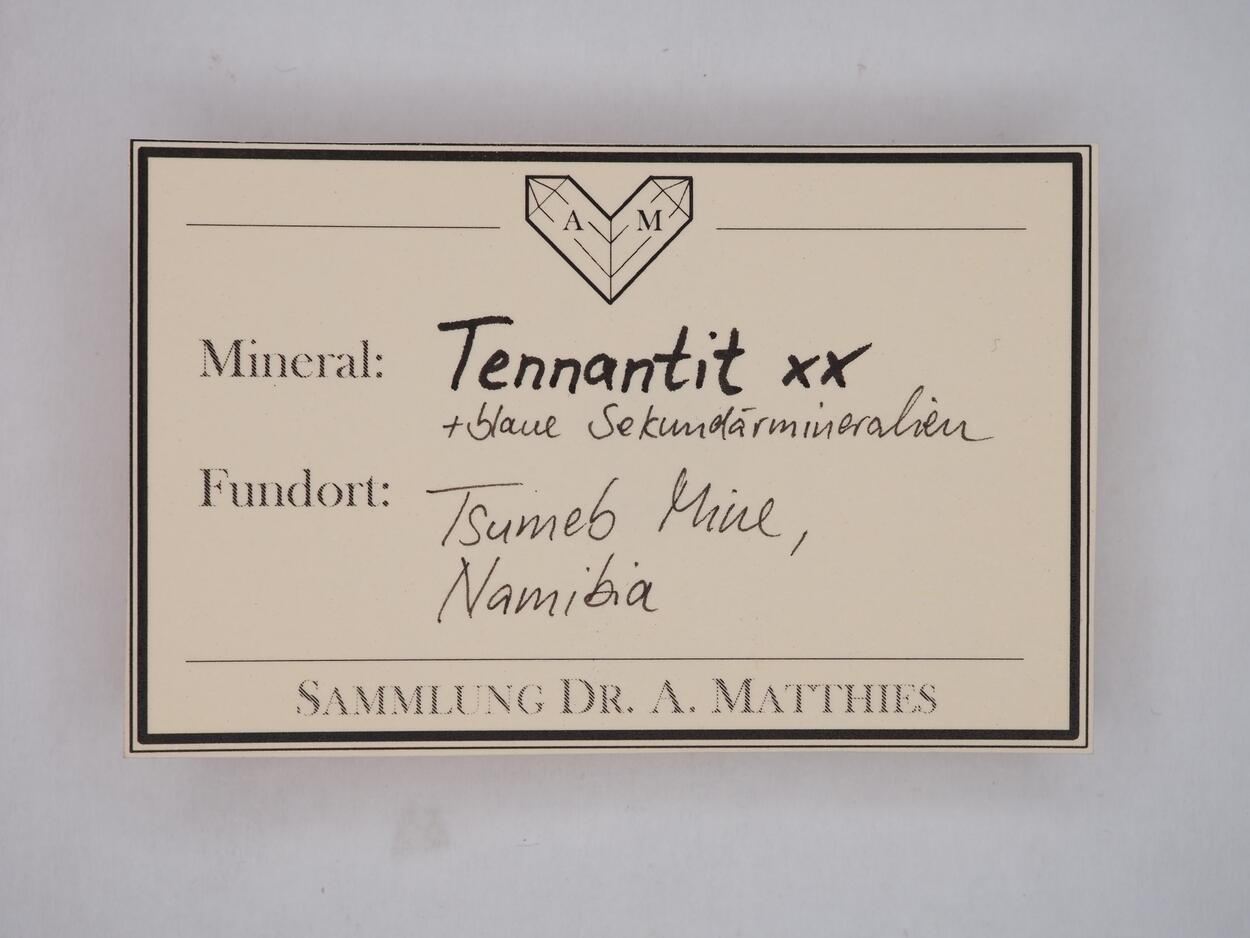 A M
Mineral: Tennantit xx
+ blaue Sekundärmineralien
Fundort: Tsumeb Mine,
Namibia
SAMMLUNG DR. A. MATTHIES